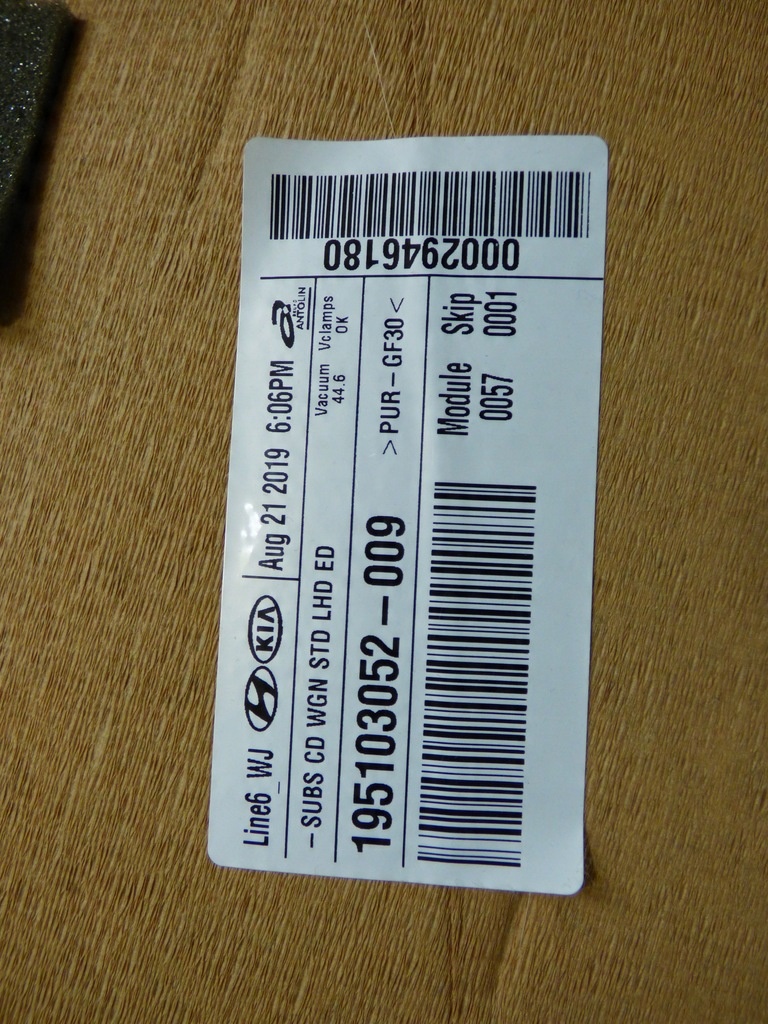 Line6_WJ KIA Aug 21 2019 6:06PM ANTOLIN
-SUBS CD WGN STD LHD ED
Vacuum Vclamps
44.6 OK
195103052-009 >PUR-GF30<
Module Skip
0057 0001
0002946180